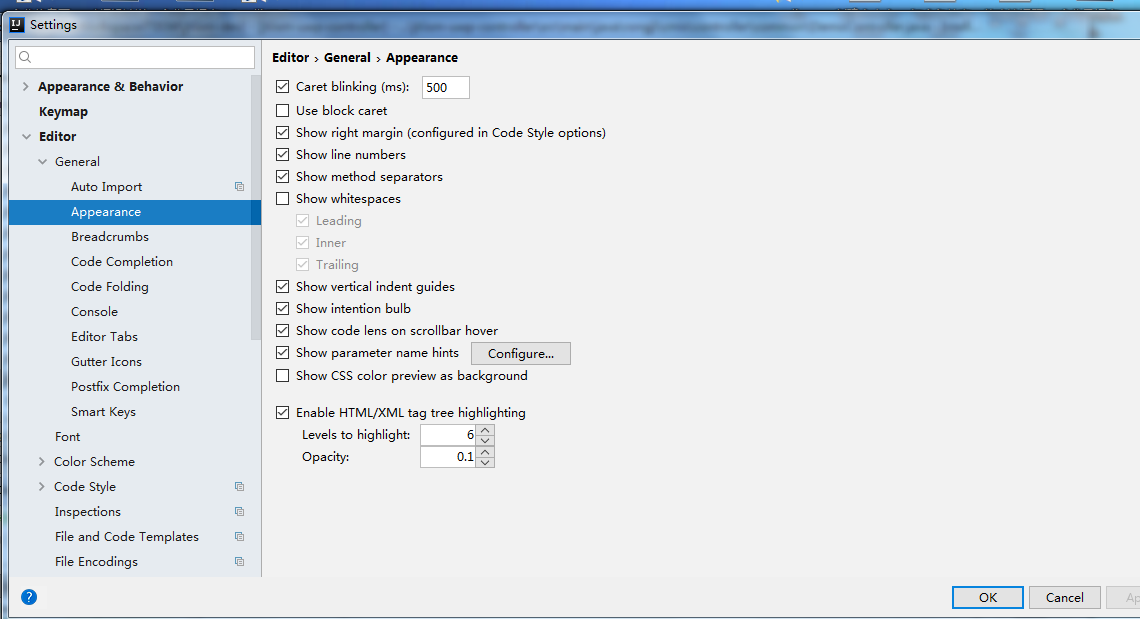 Settings
Appearance & Behavior
Keymap
Editor
General
Auto Import
Appearance
Breadcrumbs
Code Completion
Code Folding
Console
Editor Tabs
Gutter Icons
Postfix Completion
Smart Keys
Font
Color Scheme
Code Style
Inspections
File and Code Templates
File Encodings
Editor › General › Appearance
Caret blinking (ms): 500
Use block caret
Show right margin (configured in Code Style options)
Show line numbers
Show method separators
Show whitespaces
Leading
Inner
Trailing
Show vertical indent guides
Show intention bulb
Show code lens on scrollbar hover
Show parameter name hints Configure...
Show CSS color preview as background
Enable HTML/XML tag tree highlighting
Levels to highlight: 6
Opacity: 0.1
?
OK Cancel Ap